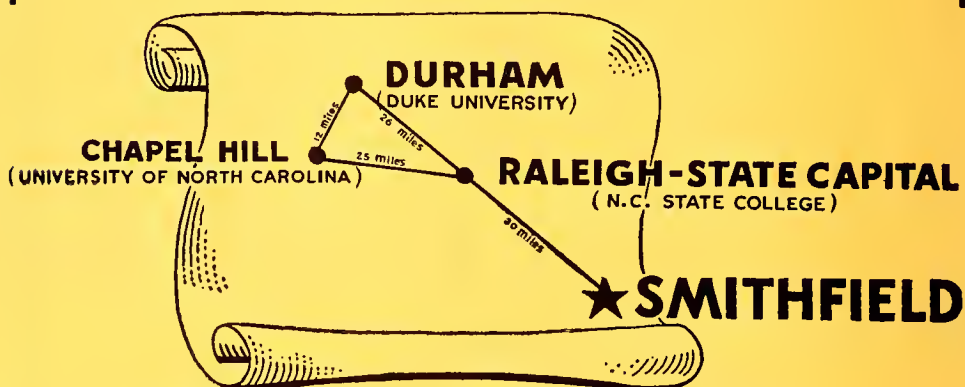 DURHAM
(DUKE UNIVERSITY)
12 miles
26 miles
CHAPEL HILL
(UNIVERSITY OF NORTH CAROLINA)
25 miles
RALEIGH-STATE CAPITAL
(N.C. STATE COLLEGE)
30 miles
SMITHFIELD